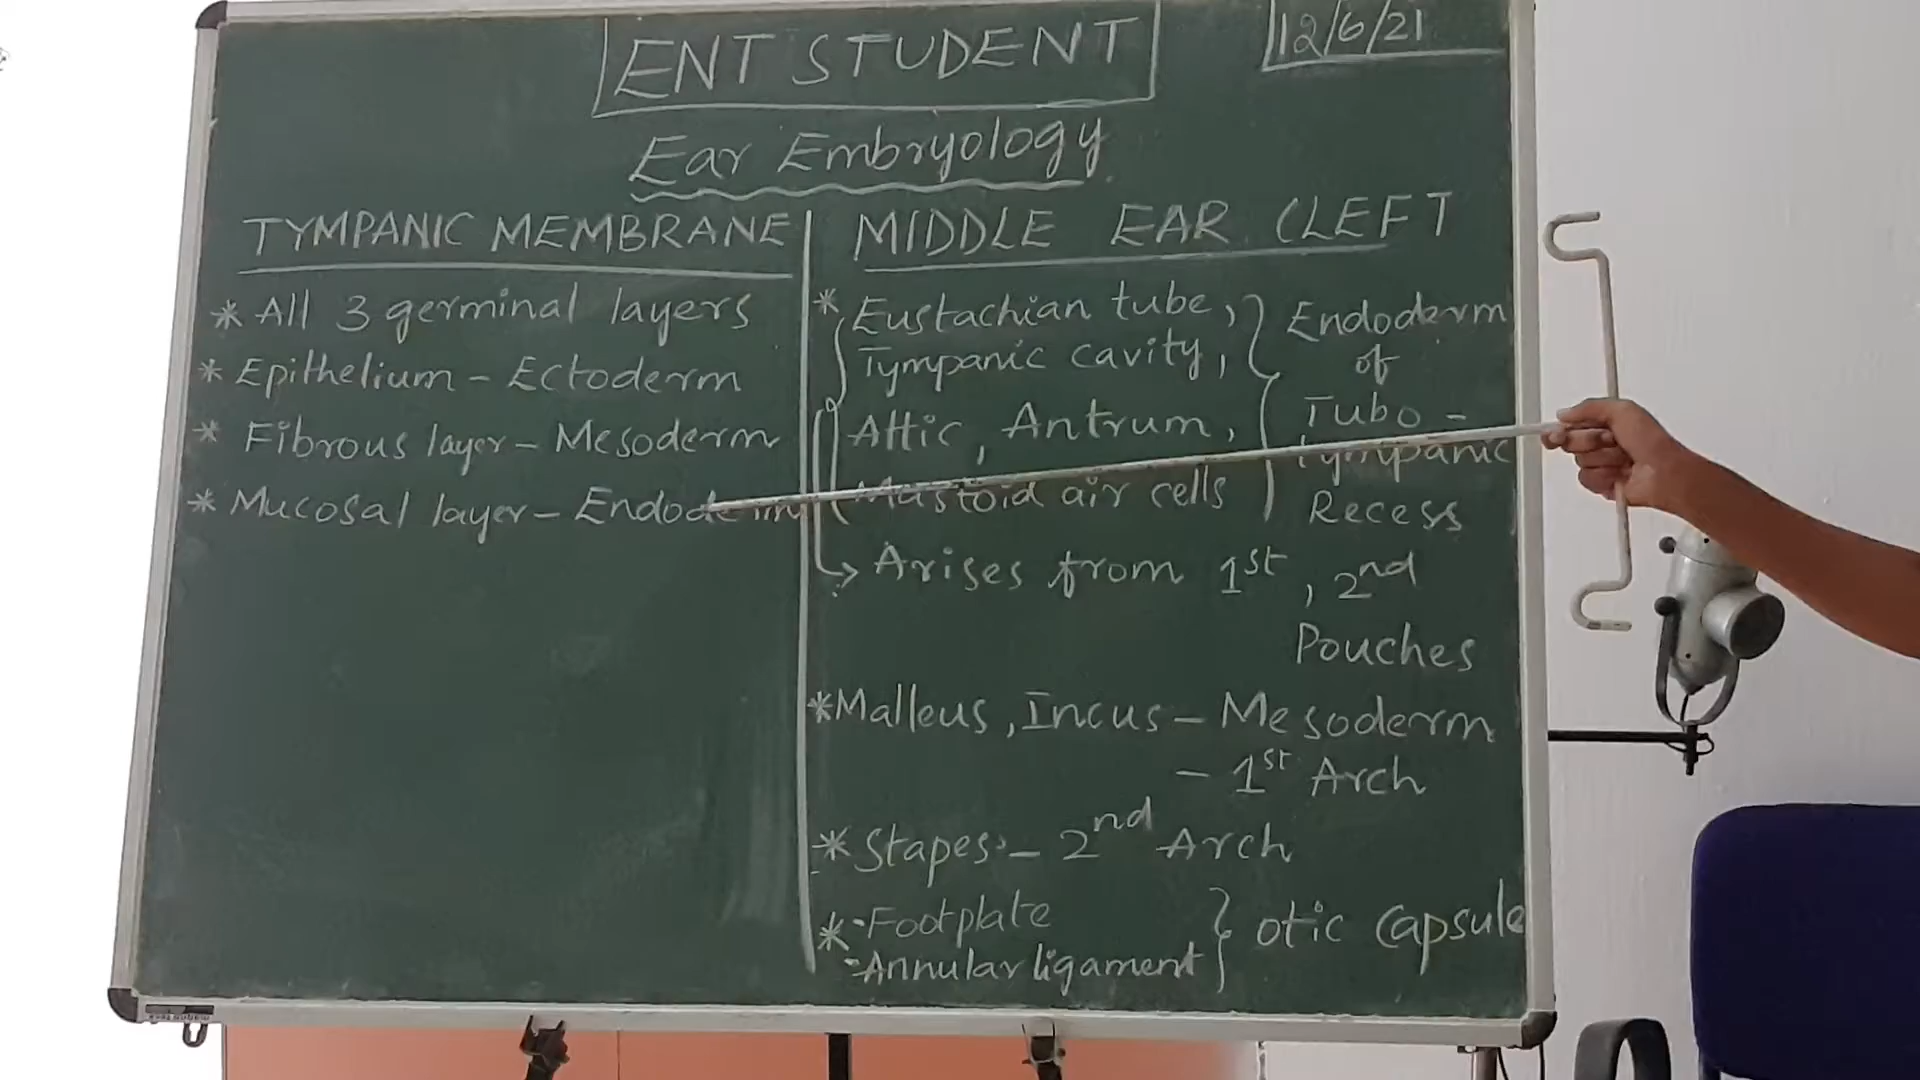 ENT STUDENT
12/6/21
Ear Embryology
TYMPANIC MEMBRANE
* All 3 germinal layers
* Epithelium - Ectoderm
* Fibrous layer - Mesoderm
* Mucosal layer - Endoderm
MIDDLE EAR CLEFT
* Eustachian tube,
Tympanic cavity,
Attic, Antrum,
Mastoid air cells
Endoderm
of
Tubo -
Tympanic
Recess
→ Arises from 1st, 2nd
Pouches
* Malleus, Incus - Mesoderm
- 1st Arch
* Stapes - 2nd Arch
* - Footplate
- Annular ligament
otic capsule